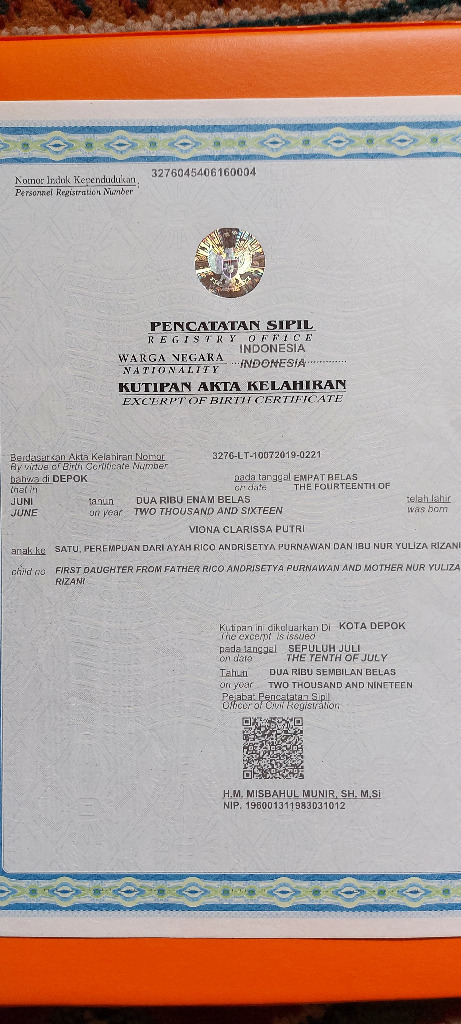 Nomor Induk Kependudukan : 3276045406160004
Personnel Registration Number
PENCATATAN SIPIL
REGISTRY OFFICE
WARGA NEGARA INDONESIA
NATIONALITY INDONESIA
KUTIPAN AKTA KELAHIRAN
EXCERPT OF BIRTH CERTIFICATE
Berdasarkan Akta Kelahiran Nomor 3276-LT-10072019-0221
By virtue of Birth Certificate Number
bahwa di DEPOK pada tanggal EMPAT BELAS
that in on date THE FOURTEENTH OF
JUNI tahun DUA RIBU ENAM BELAS telah lahir
JUNE on year TWO THOUSAND AND SIXTEEN was born
VIONA CLARISSA PUTRI
anak ke SATU, PEREMPUAN DARI AYAH RICO ANDRISETYA PURNAWAN DAN IBU NUR YULIZA RIZANI
child no FIRST DAUGHTER FROM FATHER RICO ANDRISETYA PURNAWAN AND MOTHER NUR YULIZA
RIZANI
Kutipan ini dikeluarkan Di KOTA DEPOK
The excerpt is issued
pada tanggal SEPULUH JULI
on date THE TENTH OF JULY
Tahun DUA RIBU SEMBILAN BELAS
on year TWO THOUSAND AND NINETEEN
Pejabat Pencatatan Sipil
Officer of Civil Registration
H.M. MISBAHUL MUNIR, SH, M,Si
NIP. 196001311983031012